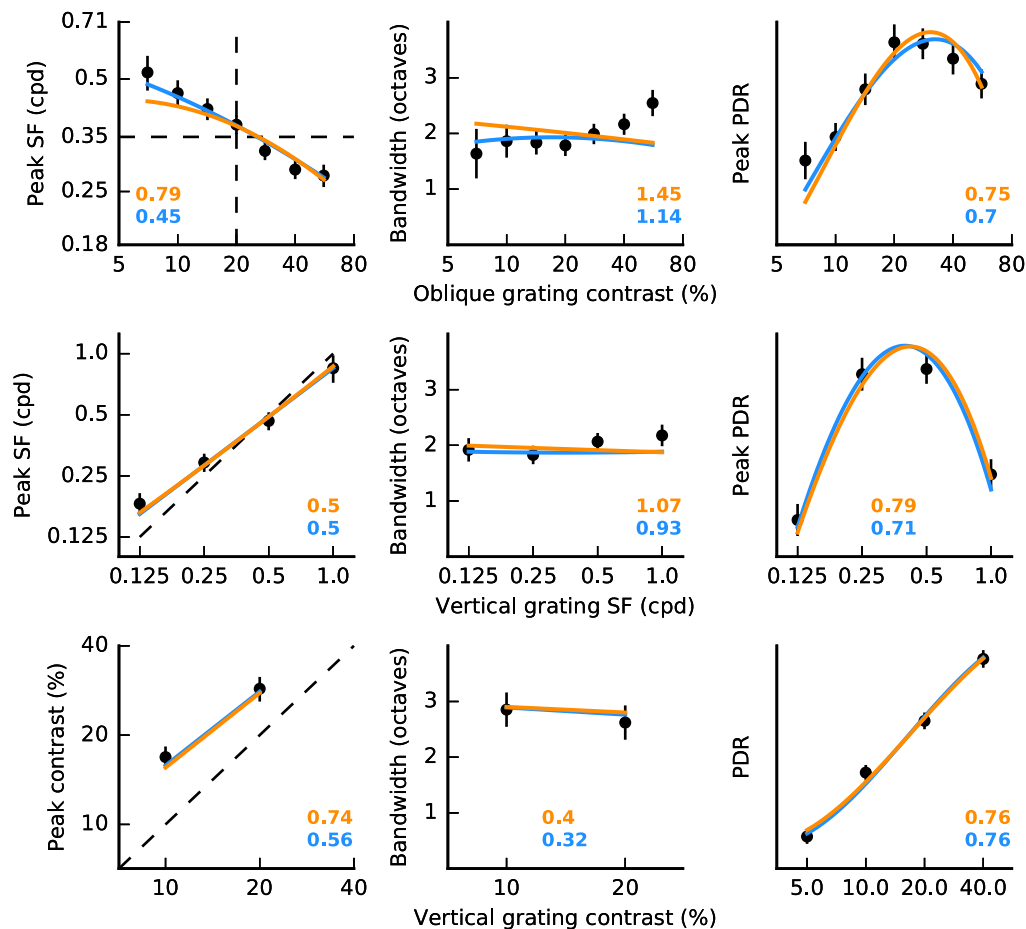 Peak SF (cpd)
0.71
0.5
0.35
0.25
0.18
0.79
0.45
5 10 20 40 80
Bandwidth (octaves)
3
2
1
1.45
1.14
5 10 20 40 80
Oblique grating contrast (%)
Peak PDR
0.75
0.7
5 10 20 40 80
Peak SF (cpd)
1.0
0.5
0.25
0.125
0.5
0.5
0.125 0.25 0.5 1.0
Bandwidth (octaves)
3
2
1
1.07
0.93
0.125 0.25 0.5 1.0
Vertical grating SF (cpd)
Peak PDR
0.79
0.71
0.125 0.25 0.5 1.0
Peak contrast (%)
40
20
10
0.74
0.56
10 20 40
Bandwidth (octaves)
3
2
1
0.4
0.32
10 20
Vertical grating contrast (%)
PDR
0.76
0.76
5.0 10.0 20.0 40.0